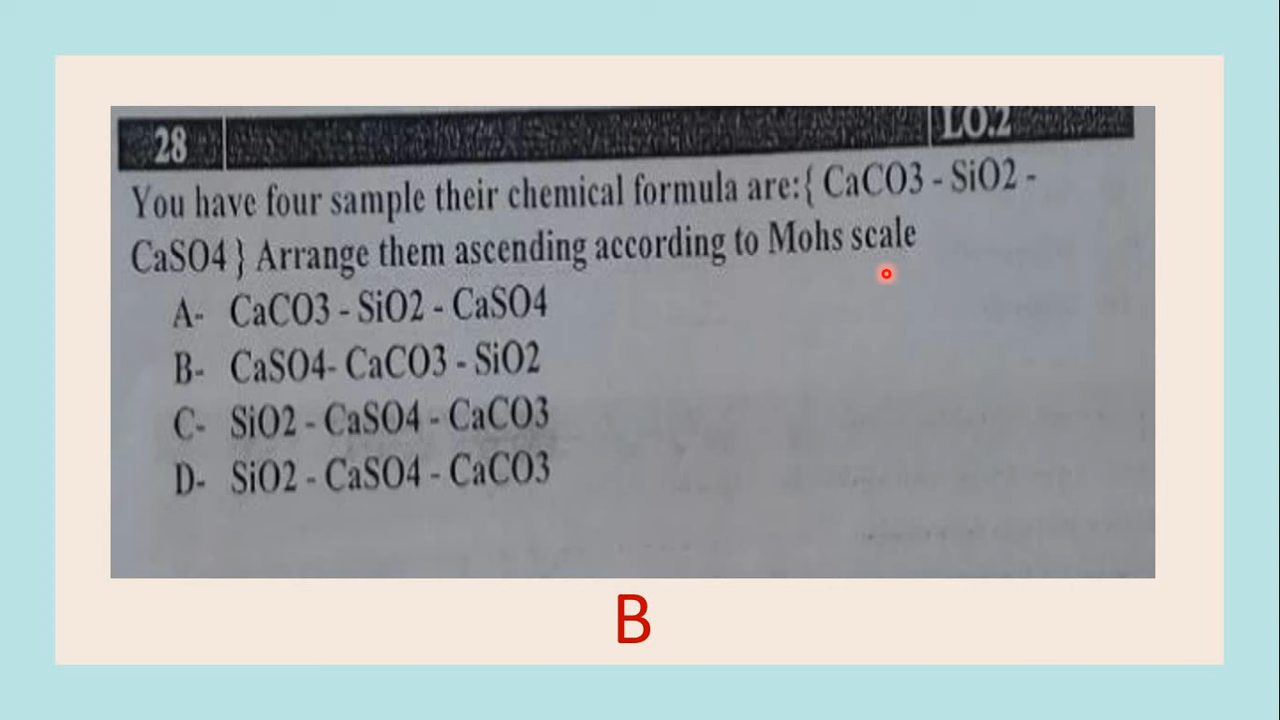 28 LO.2
You have four sample their chemical formula are:{ CaCO3 - SiO2 -
CaSO4 } Arrange them ascending according to Mohs scale
A- CaCO3 - SiO2 - CaSO4
B- CaSO4- CaCO3 - SiO2
C- SiO2 - CaSO4 - CaCO3
D- SiO2 - CaSO4 - CaCO3
B